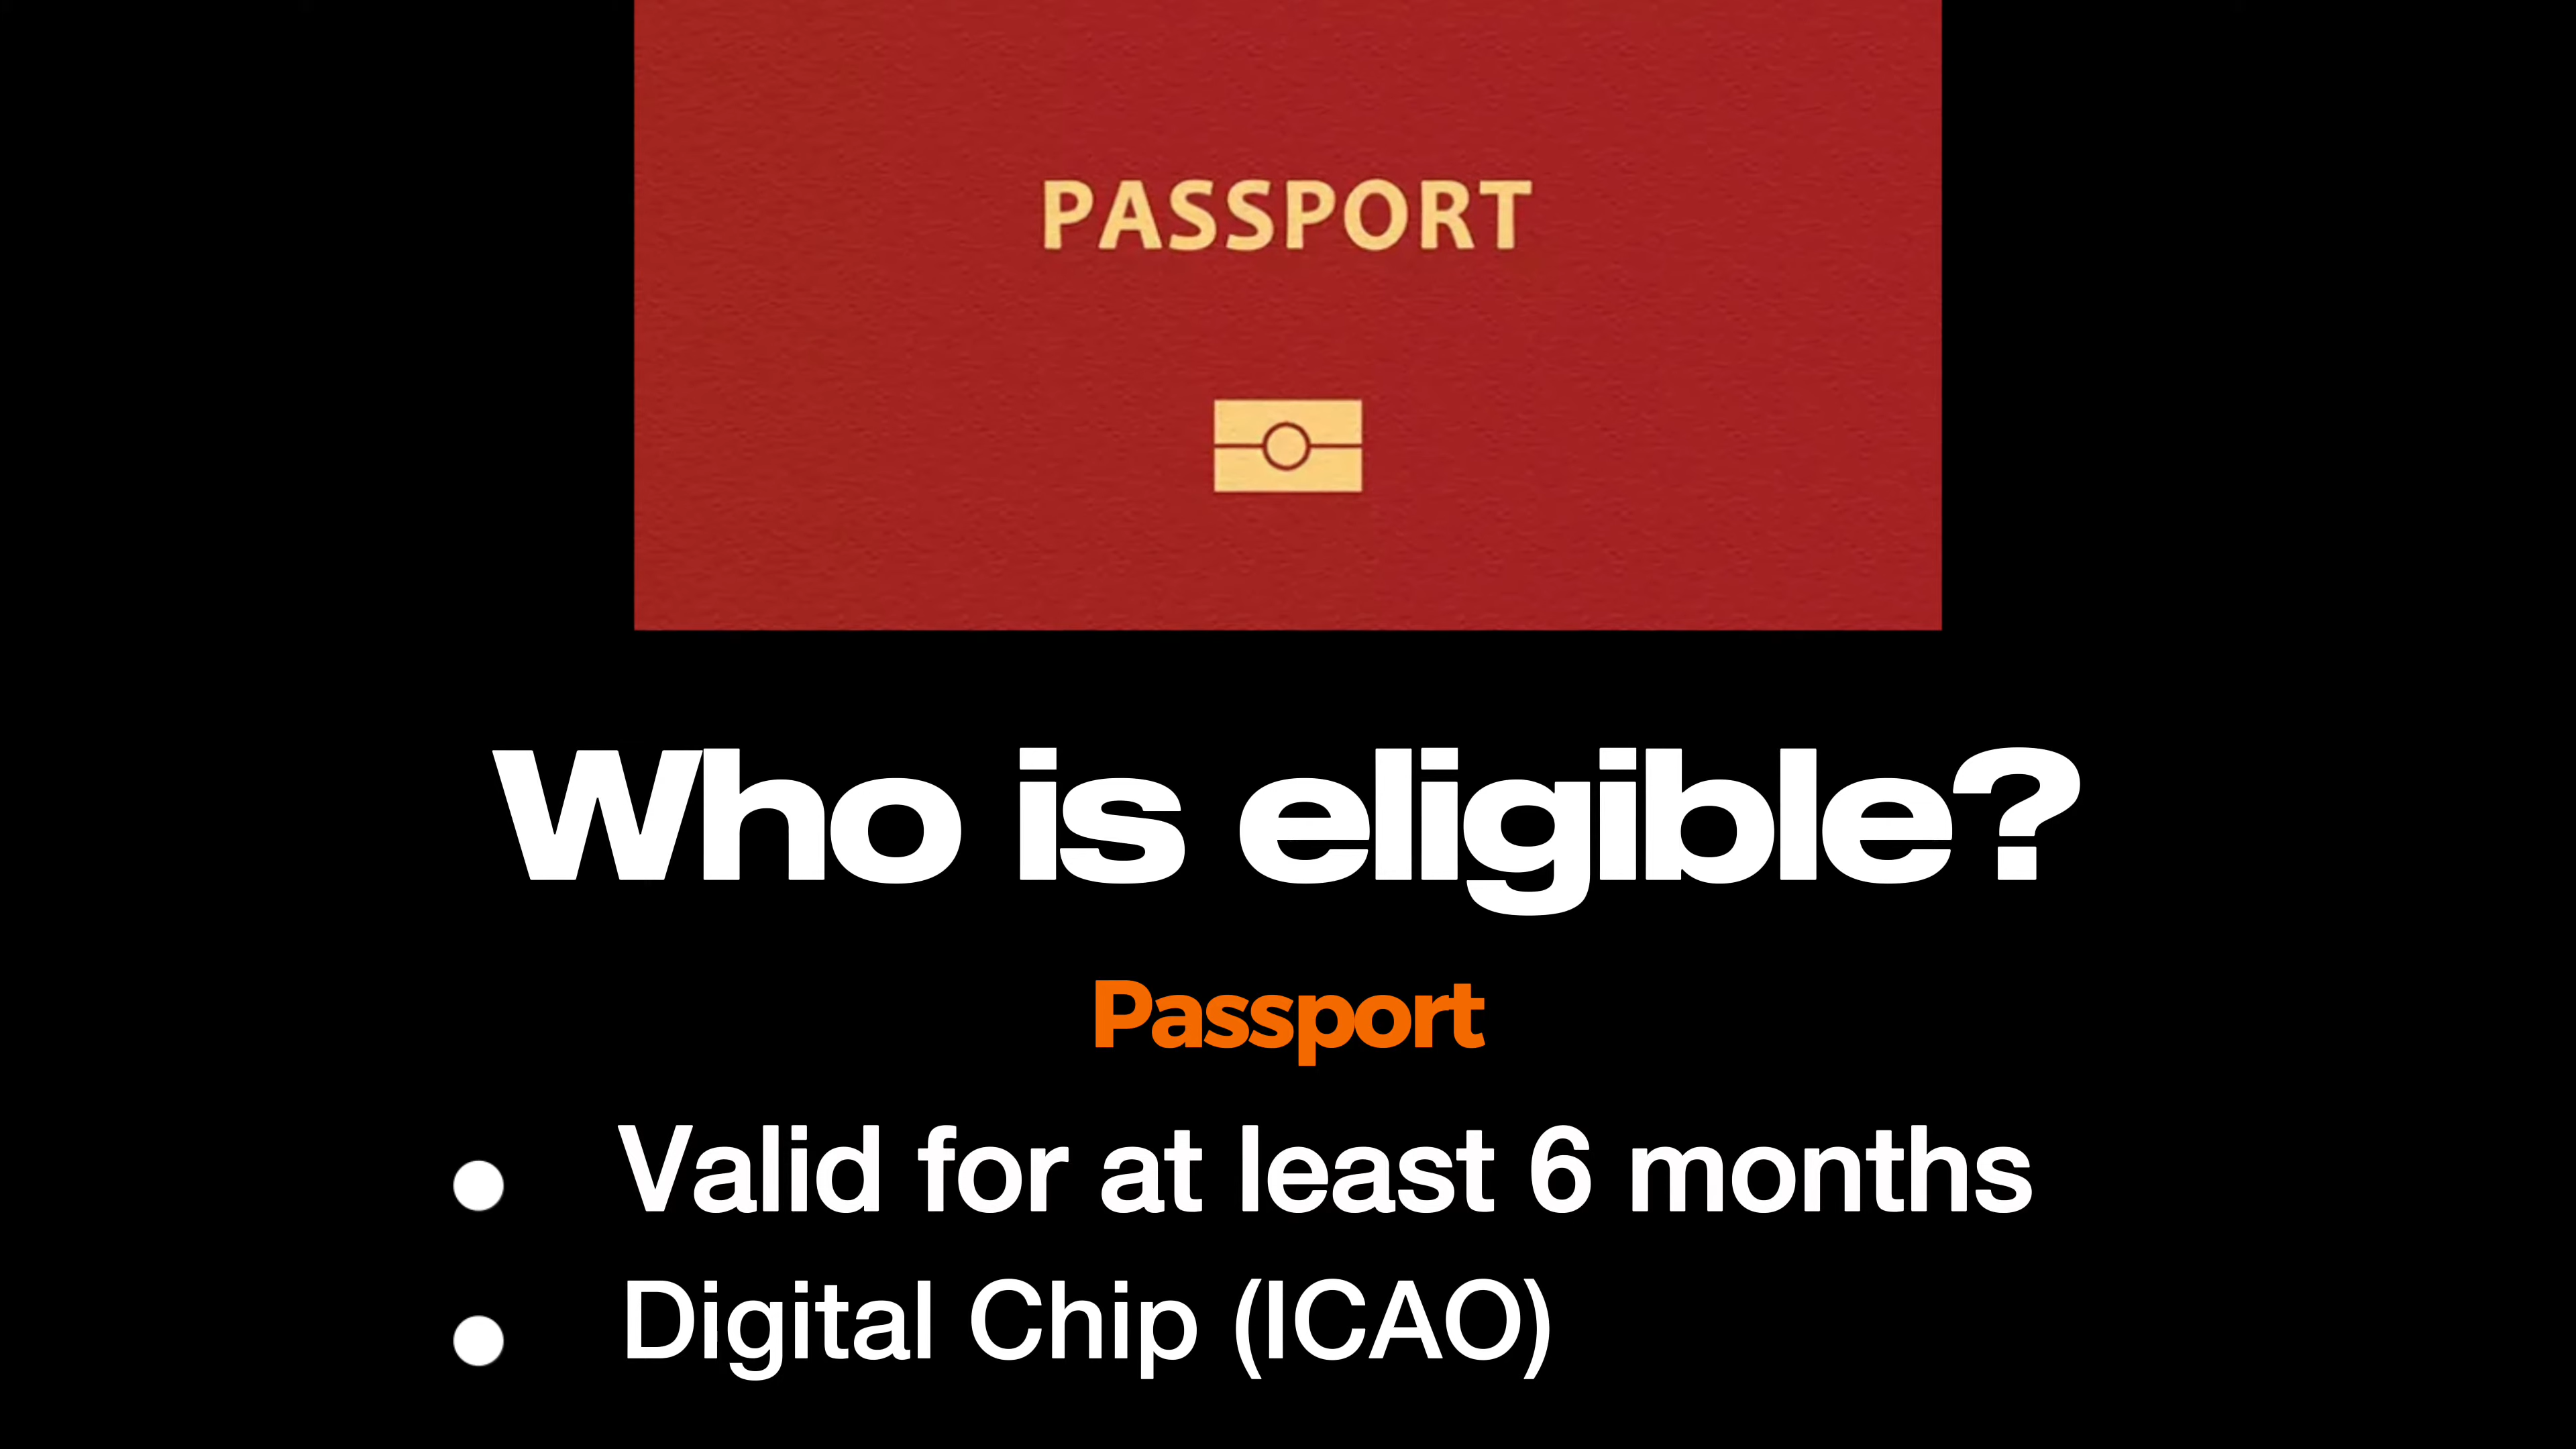 PASSPORT
Who is eligible?
Passport
• Valid for at least 6 months
• Digital Chip (ICAO)